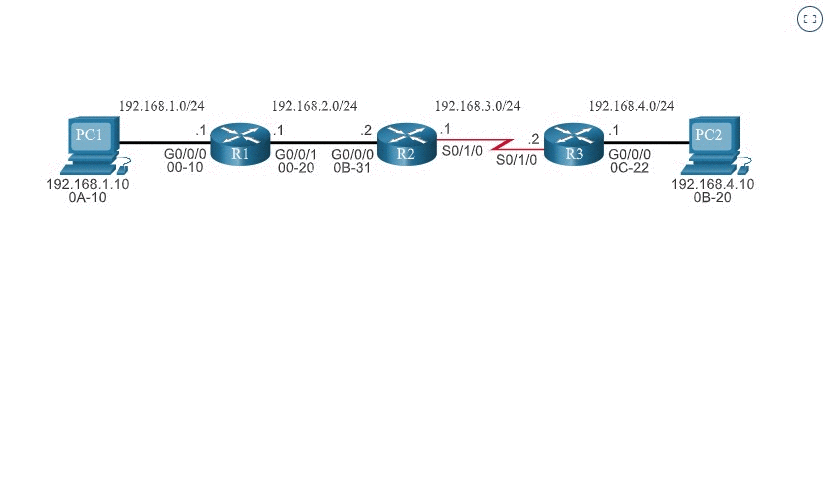 192.168.1.0/24
192.168.2.0/24
192.168.3.0/24
192.168.4.0/24
PC1
.1
R1
.1
.2
R2
.1
.2
R3
.1
PC2
G0/0/0
00-10
G0/0/1
00-20
G0/0/0
0B-31
S0/1/0
S0/1/0
G0/0/0
0C-22
192.168.1.10
0A-10
192.168.4.10
0B-20